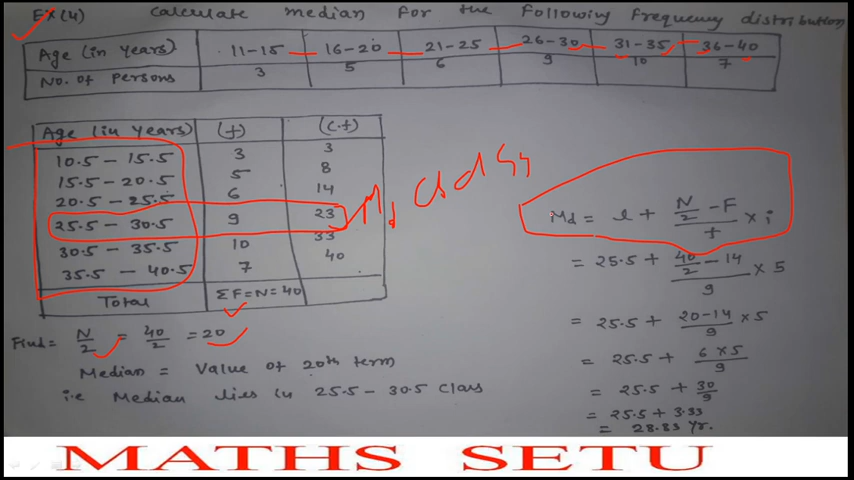 Ex (4) Calculate median for the following frequency distribution
Age (in years) 11-15 16-20 21-25 26-30 31-35 36-40
No. of Persons 3 5 6 9 10 7
Age (in years) (f) (c.f)
10.5 - 15.5 3 3
15.5 - 20.5 5 8
20.5 - 25.5 6 14
25.5 - 30.5 9 23
30.5 - 35.5 10 33
35.5 - 40.5 7 40
Total ΣF=N=40
Md class
Find = N/2 = 40/2 = 20
Median = Value of 20th term
i.e Median lies in 25.5 - 30.5 Class
Md = l + (N/2 - F)/f × i
= 25.5 + (40/2 - 14)/9 × 5
= 25.5 + (20-14)/9 × 5
= 25.5 + (6×5)/9
= 25.5 + 30/9
= 25.5 + 3.33
= 28.83 yr.
MATHS SETU